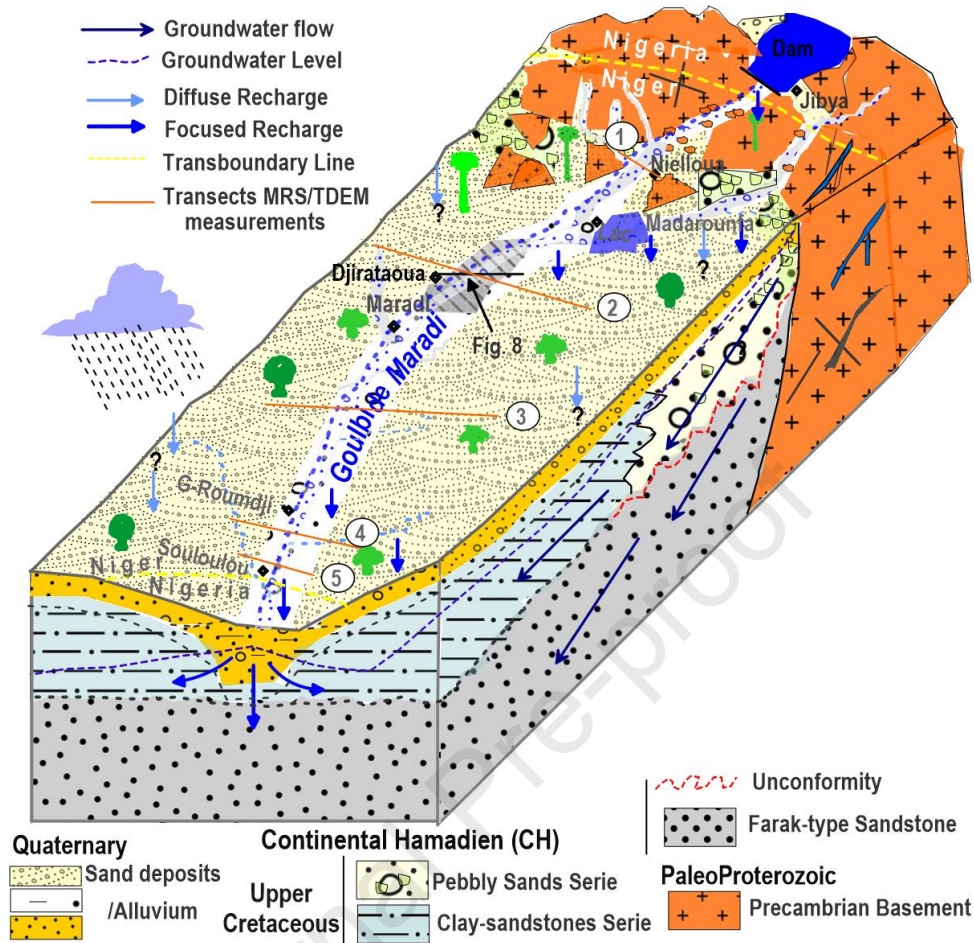 Groundwater flow
Groundwater Level
Diffuse Recharge
Focused Recharge
Transboundary Line
Transects MRS/TDEM
measurements
Nigeria
Niger
Dam
Jibya
1
Nielloua
Lac
Madarounfa
?
?
Djirataoua
Maradi
2
Fig. 8
?
Goulbi de Maradi
3
?
?
G-Roumdji
4
Souloulou
5
Niger
Nigeria
Pre-proof
Unconformity
Farak-type Sandstone
Quaternary
Sand deposits
/Alluvium
Continental Hamadien (CH)
Upper
Cretaceous
Pebbly Sands Serie
Clay-sandstones Serie
PaleoProterozoic
Precambrian Basement